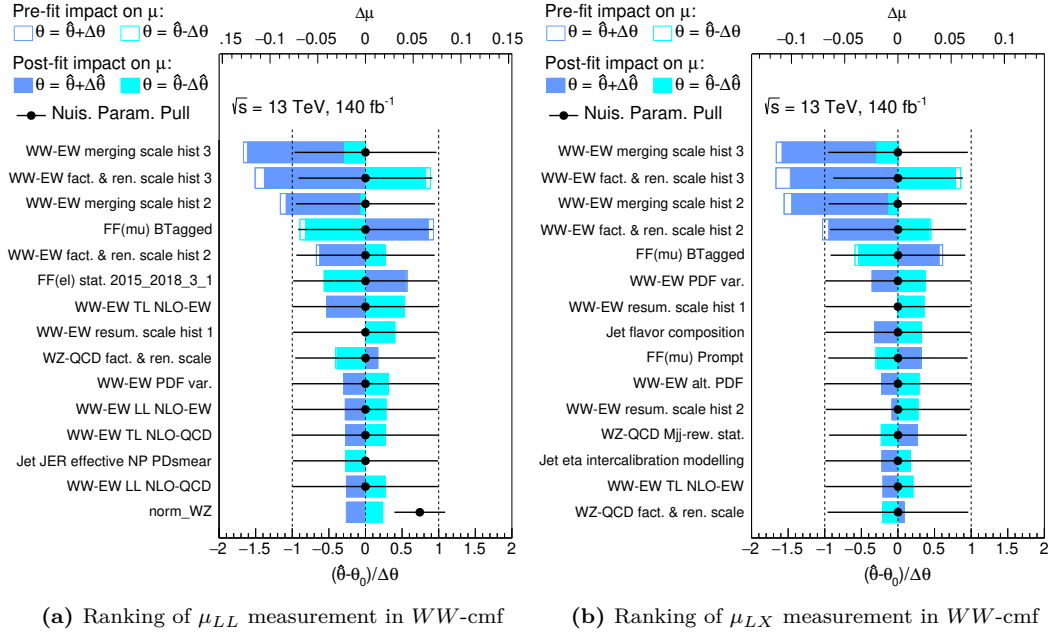 Pre-fit impact on μ:
θ = θ̂+Δθ θ = θ̂-Δθ
Post-fit impact on μ:
θ = θ̂+Δθ̂ θ = θ̂-Δθ̂
Nuis. Param. Pull
Δμ
.15 −0.1 −0.05 0 0.05 0.1 0.15
√s = 13 TeV, 140 fb⁻¹
WW-EW merging scale hist 3
WW-EW fact. & ren. scale hist 3
WW-EW merging scale hist 2
FF(mu) BTagged
WW-EW fact. & ren. scale hist 2
FF(el) stat. 2015_2018_3_1
WW-EW TL NLO-EW
WW-EW resum. scale hist 1
WZ-QCD fact. & ren. scale
WW-EW PDF var.
WW-EW LL NLO-EW
WW-EW TL NLO-QCD
Jet JER effective NP PDsmear
WW-EW LL NLO-QCD
norm_WZ
−2 −1.5 −1 −0.5 0 0.5 1 1.5 2
(θ̂-θ₀)/Δθ
(a) Ranking of μLL measurement in WW-cmf
Pre-fit impact on μ:
θ = θ̂+Δθ θ = θ̂-Δθ
Post-fit impact on μ:
θ = θ̂+Δθ̂ θ = θ̂-Δθ̂
Nuis. Param. Pull
Δμ
−0.1 −0.05 0 0.05 0.1
√s = 13 TeV, 140 fb⁻¹
WW-EW merging scale hist 3
WW-EW fact. & ren. scale hist 3
WW-EW merging scale hist 2
WW-EW fact. & ren. scale hist 2
FF(mu) BTagged
WW-EW PDF var.
WW-EW resum. scale hist 1
Jet flavor composition
FF(mu) Prompt
WW-EW alt. PDF
WW-EW resum. scale hist 2
WZ-QCD Mjj-rew. stat.
Jet eta intercalibration modelling
WW-EW TL NLO-EW
WZ-QCD fact. & ren. scale
−2 −1.5 −1 −0.5 0 0.5 1 1.5 2
(θ̂-θ₀)/Δθ
(b) Ranking of μLX measurement in WW-cmf